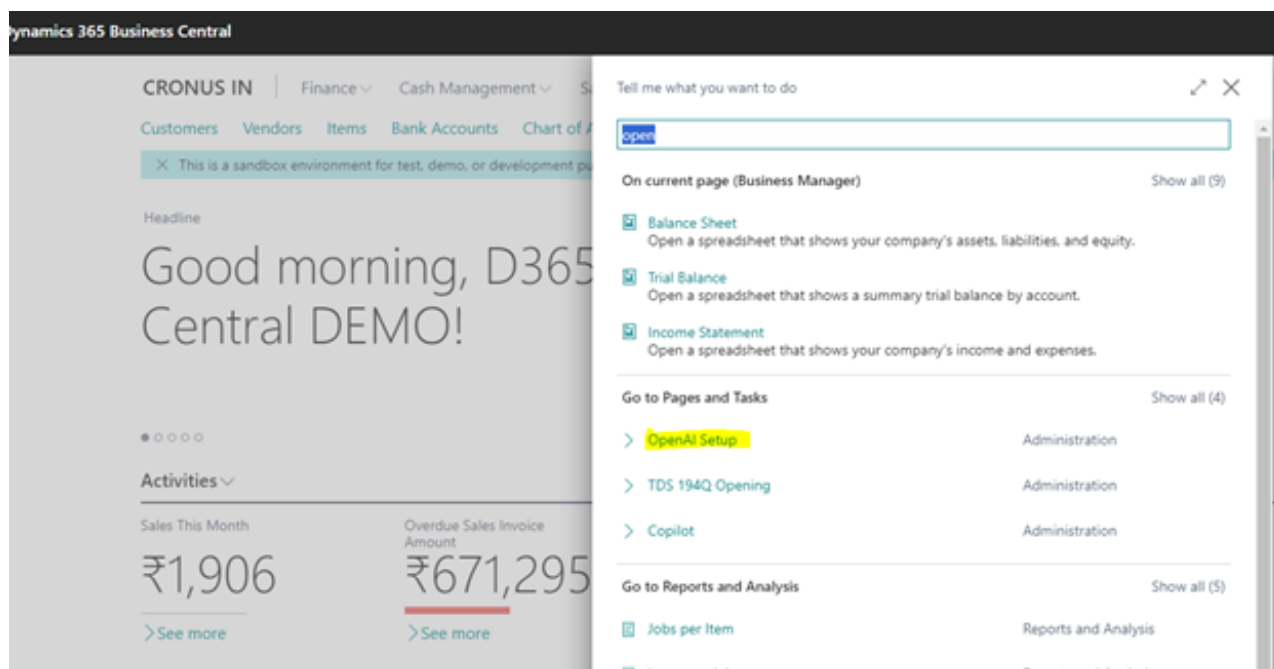 ynamics 365 Business Central
CRONUS IN
Finance
Cash Management
Customers
Vendors
Items
Bank Accounts
Chart of
This is a sandbox environment for test, demo, or development
Headline
Good morning, D365
Central DEMO!
Activities
Sales This Month
₹1,906
See more
Overdue Sales Invoice
Amount
₹671,295
See more
Tell me what you want to do
open
On current page (Business Manager)
Show all (9)
Balance Sheet
Open a spreadsheet that shows your company's assets, liabilities, and equity.
Trial Balance
Open a spreadsheet that shows a summary trial balance by account.
Income Statement
Open a spreadsheet that shows your company's income and expenses.
Go to Pages and Tasks
Show all (4)
OpenAI Setup
Administration
TDS 194Q Opening
Administration
Copilot
Administration
Go to Reports and Analysis
Show all (5)
Jobs per Item
Reports and Analysis